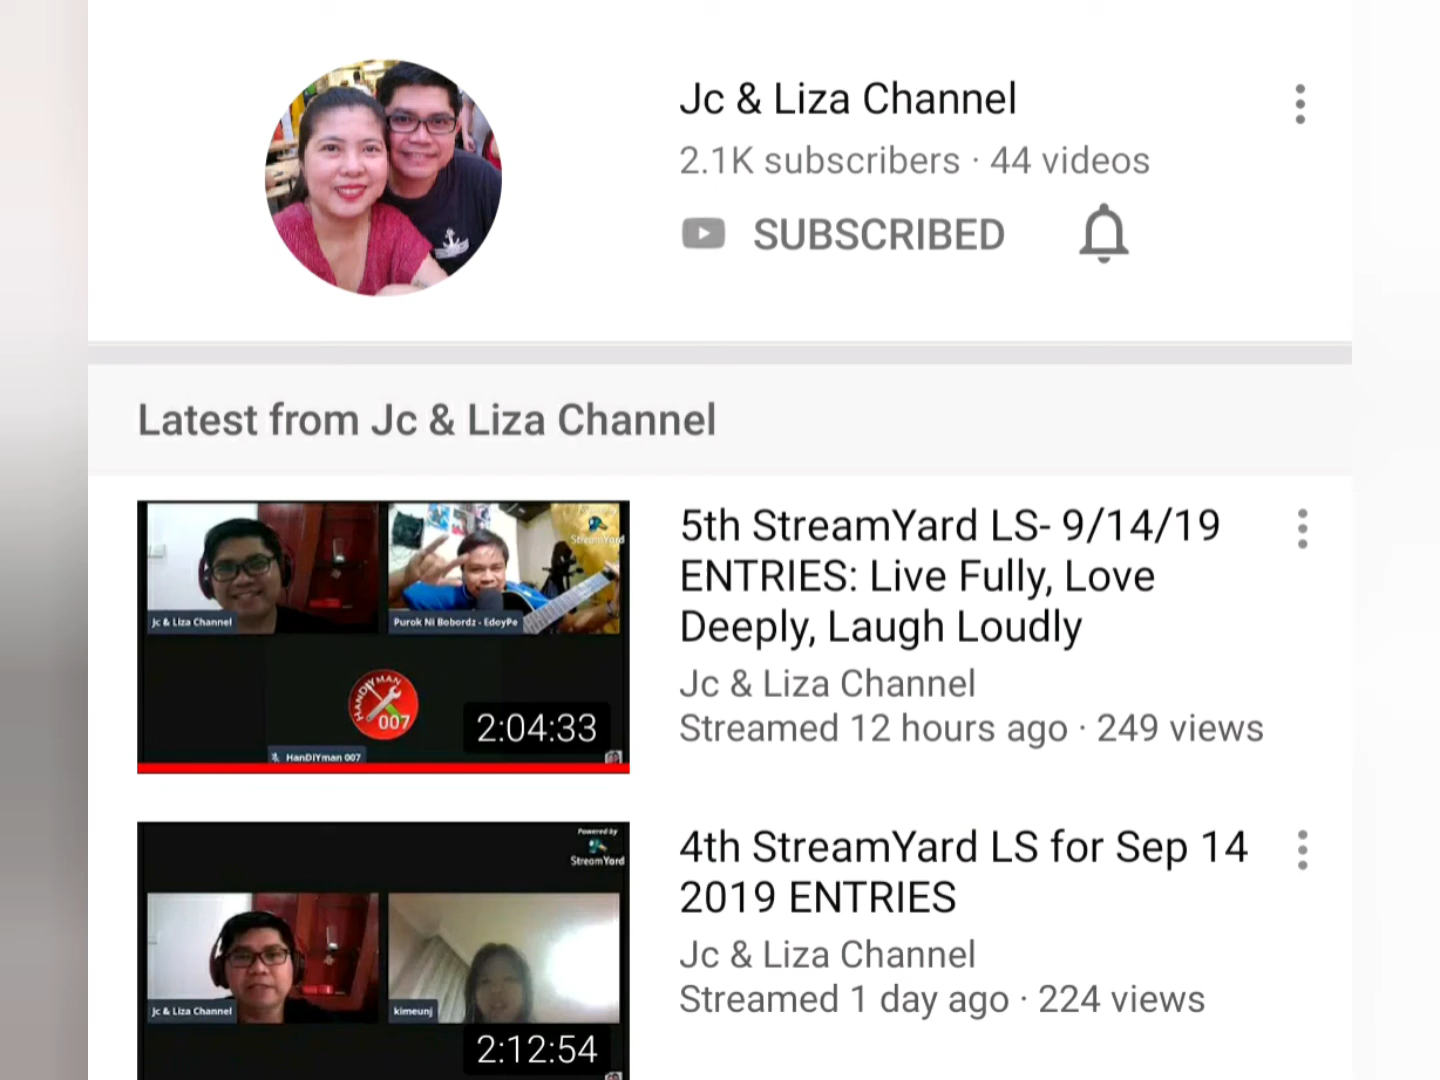 Jc & Liza Channel
2.1K subscribers · 44 videos
SUBSCRIBED
Latest from Jc & Liza Channel
StreamYard
Jc & Liza Channel
Purok Ni Bobordz - EdoyPe
HANDIYMAN
007
2:04:33
HanDIYman 007
5th StreamYard LS- 9/14/19
ENTRIES: Live Fully, Love
Deeply, Laugh Loudly
Jc & Liza Channel
Streamed 12 hours ago · 249 views
Powered by
StreamYard
Jc & Liza Channel
kimeunj
2:12:54
4th StreamYard LS for Sep 14
2019 ENTRIES
Jc & Liza Channel
Streamed 1 day ago · 224 views